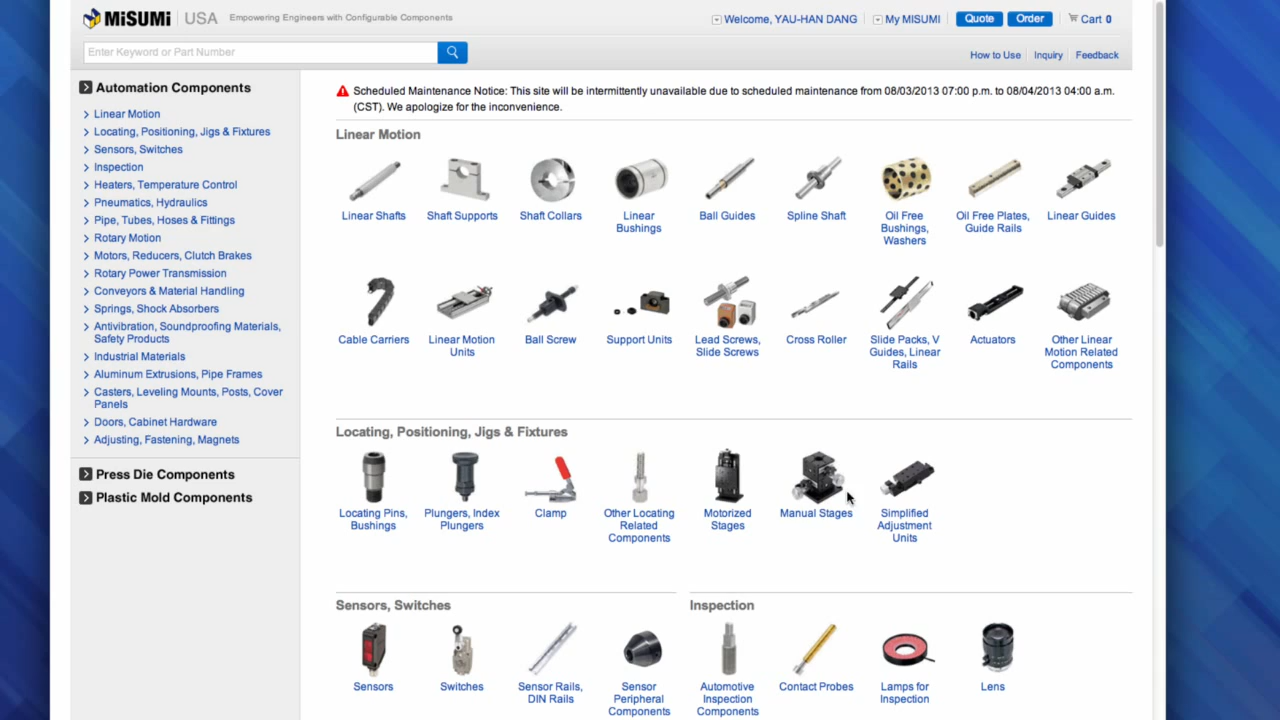 MiSUMi USA Empowering Engineers with Configurable Components
Welcome, YAU-HAN DANG My MISUMI Quote Order Cart 0
Enter Keyword or Part Number
How to Use Inquiry Feedback
Automation Components
Linear Motion
Locating, Positioning, Jigs & Fixtures
Sensors, Switches
Inspection
Heaters, Temperature Control
Pneumatics, Hydraulics
Pipe, Tubes, Hoses & Fittings
Rotary Motion
Motors, Reducers, Clutch Brakes
Rotary Power Transmission
Conveyors & Material Handling
Springs, Shock Absorbers
Antivibration, Soundproofing Materials,
Safety Products
Industrial Materials
Aluminum Extrusions, Pipe Frames
Casters, Leveling Mounts, Posts, Cover
Panels
Doors, Cabinet Hardware
Adjusting, Fastening, Magnets
Press Die Components
Plastic Mold Components
Scheduled Maintenance Notice: This site will be intermittently unavailable due to scheduled maintenance from 08/03/2013 07:00 p.m. to 08/04/2013 04:00 a.m.
(CST). We apologize for the inconvenience.
Linear Motion
Linear Shafts
Shaft Supports
Shaft Collars
Linear
Bushings
Ball Guides
Spline Shaft
Oil Free
Bushings,
Washers
Oil Free Plates,
Guide Rails
Linear Guides
Cable Carriers
Linear Motion
Units
Ball Screw
Support Units
Lead Screws,
Slide Screws
Cross Roller
Slide Packs, V
Guides, Linear
Rails
Actuators
Other Linear
Motion Related
Components
Locating, Positioning, Jigs & Fixtures
Locating Pins,
Bushings
Plungers, Index
Plungers
Clamp
Other Locating
Related
Components
Motorized
Stages
Manual Stages
Simplified
Adjustment
Units
Sensors, Switches
Sensors
Switches
Sensor Rails,
DIN Rails
Sensor
Peripheral
Components
Inspection
Automotive
Inspection
Components
Contact Probes
Lamps for
Inspection
Lens